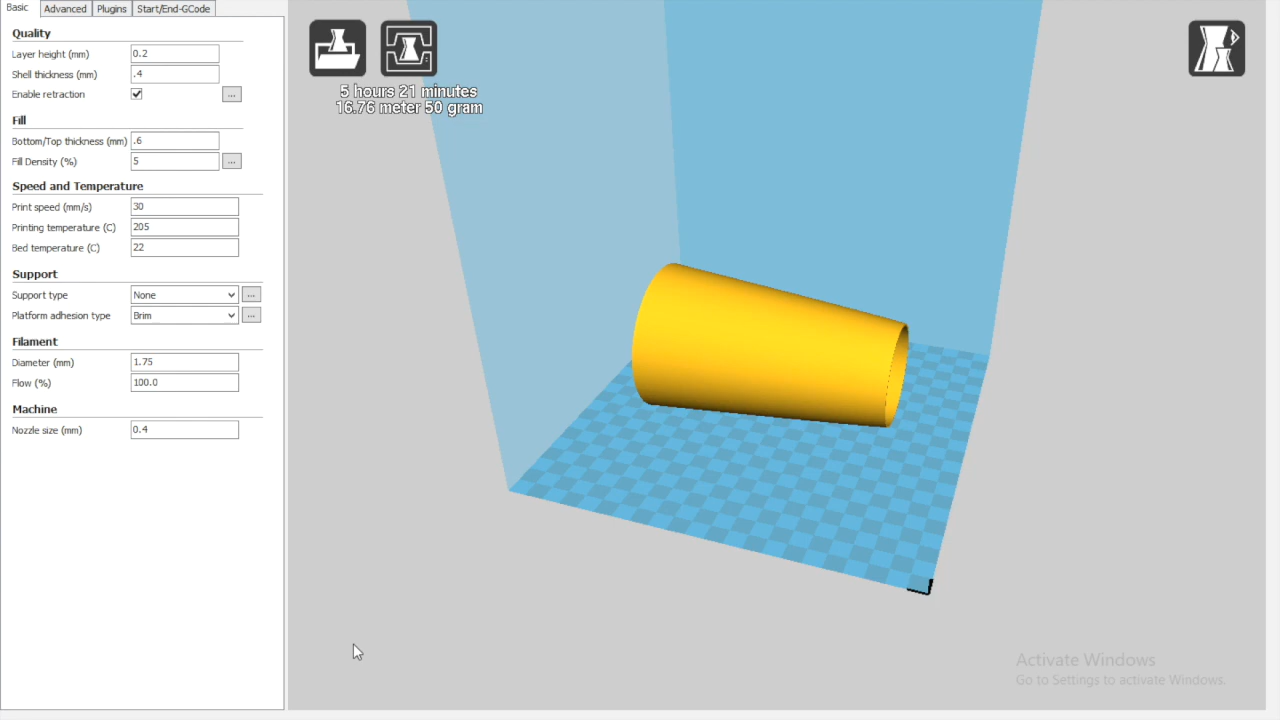 Basic Advanced Plugins Start/End-GCode
Quality
Layer height (mm) 0.2
Shell thickness (mm) .4
Enable retraction ...
Fill
Bottom/Top thickness (mm) .6
Fill Density (%) 5 ...
Speed and Temperature
Print speed (mm/s) 30
Printing temperature (C) 205
Bed temperature (C) 22
Support
Support type None ...
Platform adhesion type Brim ...
Filament
Diameter (mm) 1.75
Flow (%) 100.0
Machine
Nozzle size (mm) 0.4
5 hours 21 minutes
16.76 meter 50 gram
Activate Windows
Go to Settings to activate Windows.